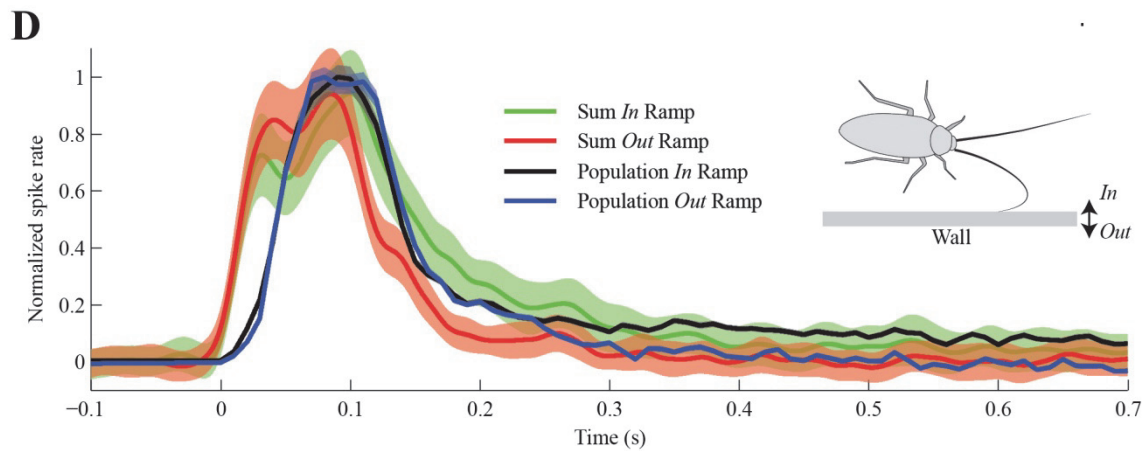 D
1
0.8
0.6
0.4
0.2
0
Normalized spike rate
−0.1
0
0.1
0.2
0.3
0.4
0.5
0.6
0.7
Time (s)
Sum In Ramp
Sum Out Ramp
Population In Ramp
Population Out Ramp
In
Out
Wall